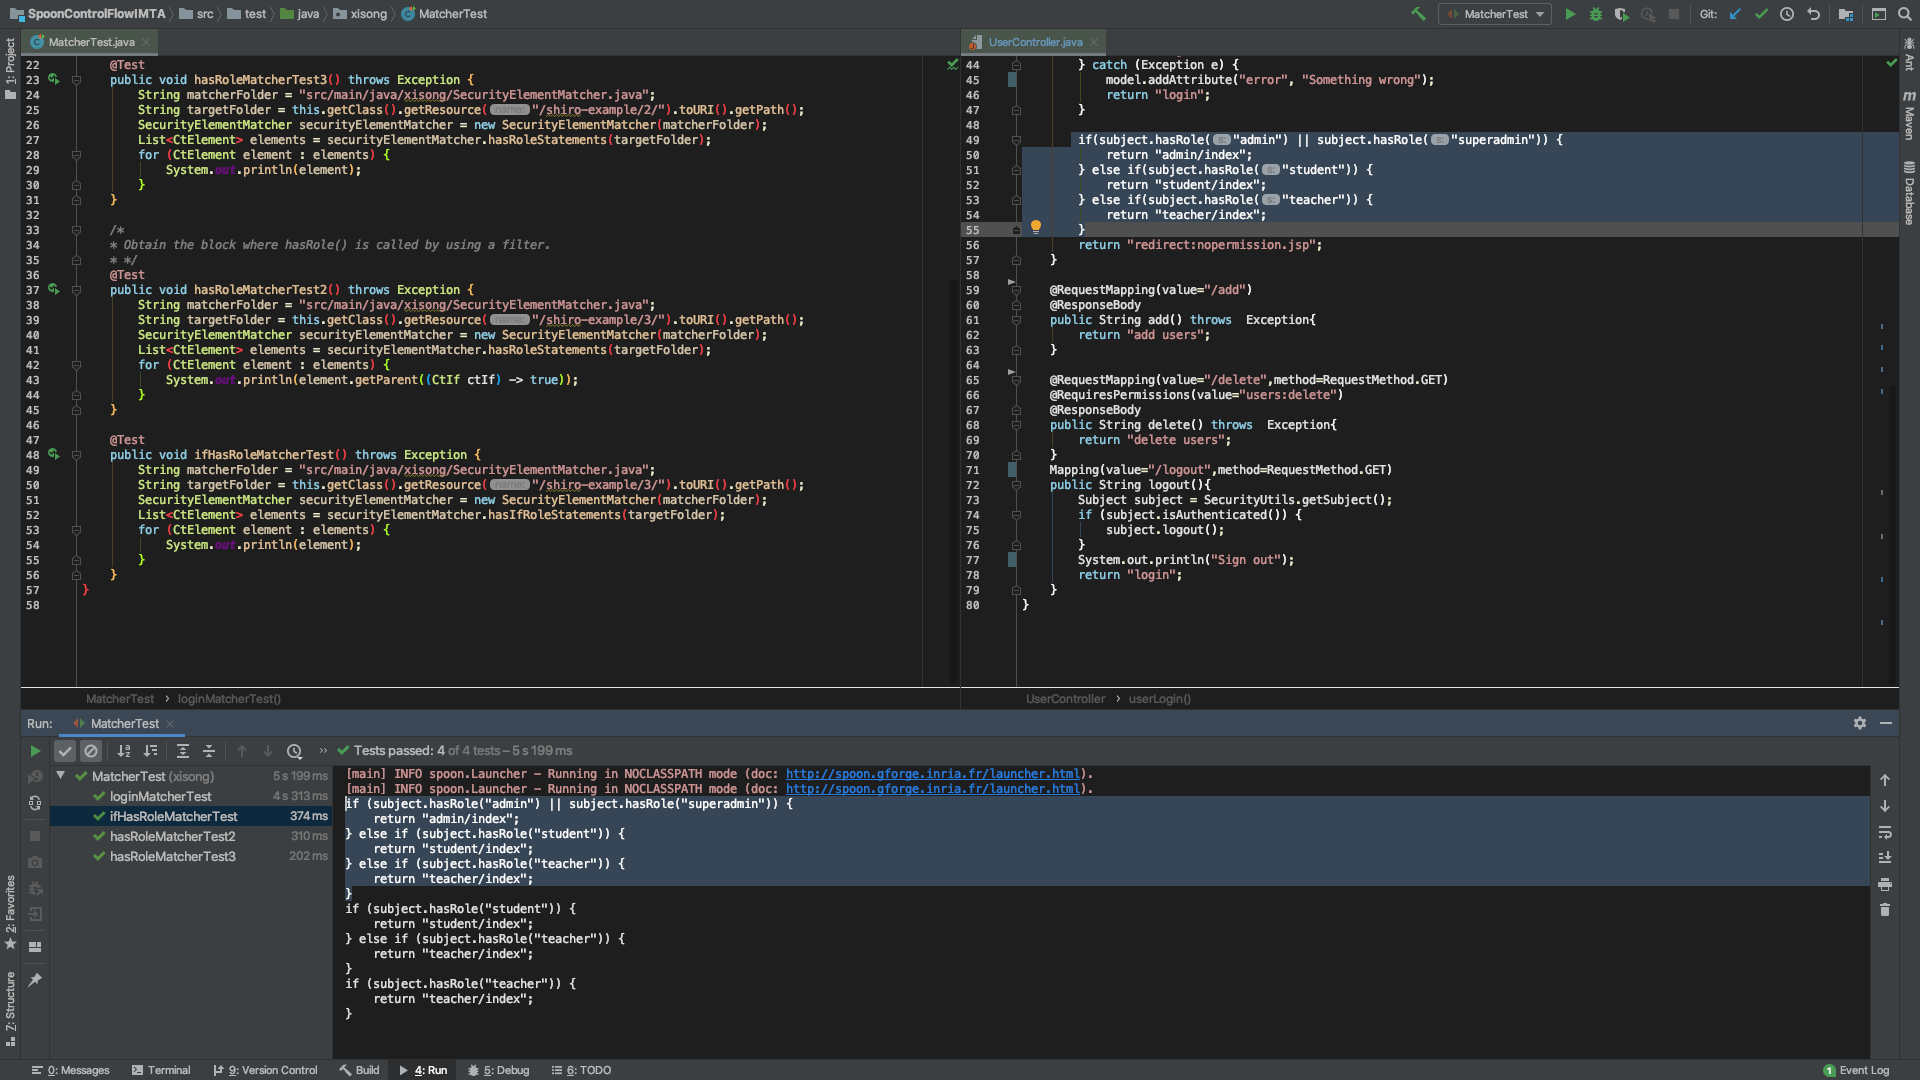 SpoonControlFlowIMTA
src
test
java
xisong
MatcherTest
MatcherTest
Git:
1: Project
MatcherTest.java
22 @Test
23 public void hasRoleMatcherTest3() throws Exception {
24 String matcherFolder = "src/main/java/xisong/SecurityElementMatcher.java";
25 String targetFolder = this.getClass().getResource( name: "/shiro-example/2/").toURI().getPath();
26 SecurityElementMatcher securityElementMatcher = new SecurityElementMatcher(matcherFolder);
27 List<CtElement> elements = securityElementMatcher.hasRoleStatements(targetFolder);
28 for (CtElement element : elements) {
29 System.out.println(element);
30 }
31 }
32
33 /*
34 * Obtain the block where hasRole() is called by using a filter.
35 * */
36 @Test
37 public void hasRoleMatcherTest2() throws Exception {
38 String matcherFolder = "src/main/java/xisong/SecurityElementMatcher.java";
39 String targetFolder = this.getClass().getResource( name: "/shiro-example/3/").toURI().getPath();
40 SecurityElementMatcher securityElementMatcher = new SecurityElementMatcher(matcherFolder);
41 List<CtElement> elements = securityElementMatcher.hasRoleStatements(targetFolder);
42 for (CtElement element : elements) {
43 System.out.println(element.getParent((CtIf ctIf) -> true));
44 }
45 }
46
47 @Test
48 public void ifHasRoleMatcherTest() throws Exception {
49 String matcherFolder = "src/main/java/xisong/SecurityElementMatcher.java";
50 String targetFolder = this.getClass().getResource( name: "/shiro-example/3/").toURI().getPath();
51 SecurityElementMatcher securityElementMatcher = new SecurityElementMatcher(matcherFolder);
52 List<CtElement> elements = securityElementMatcher.hasIfRoleStatements(targetFolder);
53 for (CtElement element : elements) {
54 System.out.println(element);
55 }
56 }
57 }
58
MatcherTest › loginMatcherTest()
UserController.java
44 } catch (Exception e) {
45 model.addAttribute("error", "Something wrong");
46 return "login";
47 }
48
49 if(subject.hasRole( s: "admin") || subject.hasRole( s: "superadmin")) {
50 return "admin/index";
51 } else if(subject.hasRole( s: "student")) {
52 return "student/index";
53 } else if(subject.hasRole( s: "teacher")) {
54 return "teacher/index";
55 }
56 return "redirect:nopermission.jsp";
57 }
58
59 @RequestMapping(value="/add")
60 @ResponseBody
61 public String add() throws  Exception{
62 return "add users";
63 }
64
65 @RequestMapping(value="/delete",method=RequestMethod.GET)
66 @RequiresPermissions(value="users:delete")
67 @ResponseBody
68 public String delete() throws  Exception{
69 return "delete users";
70 }
71 Mapping(value="/logout",method=RequestMethod.GET)
72 public String logout(){
73 Subject subject = SecurityUtils.getSubject();
74 if (subject.isAuthenticated()) {
75 subject.logout();
76 }
77 System.out.println("Sign out");
78 return "login";
79 }
80 }
UserController › userLogin()
Ant
m Maven
Database
Run: MatcherTest
» Tests passed: 4 of 4 tests – 5 s 199 ms
MatcherTest (xisong) 5 s 199 ms
loginMatcherTest 4 s 313 ms
ifHasRoleMatcherTest 374 ms
hasRoleMatcherTest2 310 ms
hasRoleMatcherTest3 202 ms
[main] INFO spoon.Launcher - Running in NOCLASSPATH mode (doc: http://spoon.gforge.inria.fr/launcher.html).
[main] INFO spoon.Launcher - Running in NOCLASSPATH mode (doc: http://spoon.gforge.inria.fr/launcher.html).
if (subject.hasRole("admin") || subject.hasRole("superadmin")) {
return "admin/index";
} else if (subject.hasRole("student")) {
return "student/index";
} else if (subject.hasRole("teacher")) {
return "teacher/index";
}
if (subject.hasRole("student")) {
return "student/index";
} else if (subject.hasRole("teacher")) {
return "teacher/index";
}
if (subject.hasRole("teacher")) {
return "teacher/index";
}
2: Favorites
Z: Structure
0: Messages
Terminal
9: Version Control
Build
4: Run
5: Debug
6: TODO
1 Event Log